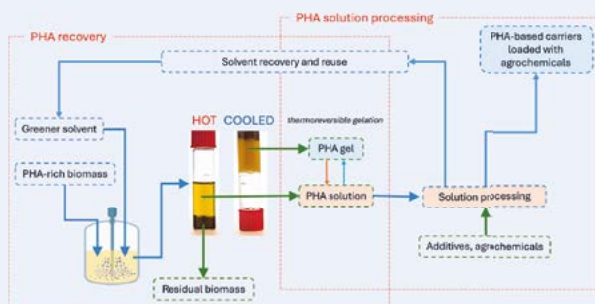 PHA solution processing
PHA recovery
PHA-based carriers
loaded with
agrochemicals
Solvent recovery and reuse
Greener solvent
HOT
COOLED
thermoreversible gelation
PHA gel
PHA-rich biomass
PHA solution
Solution processing
Additives, agrochemicals
Residual biomass